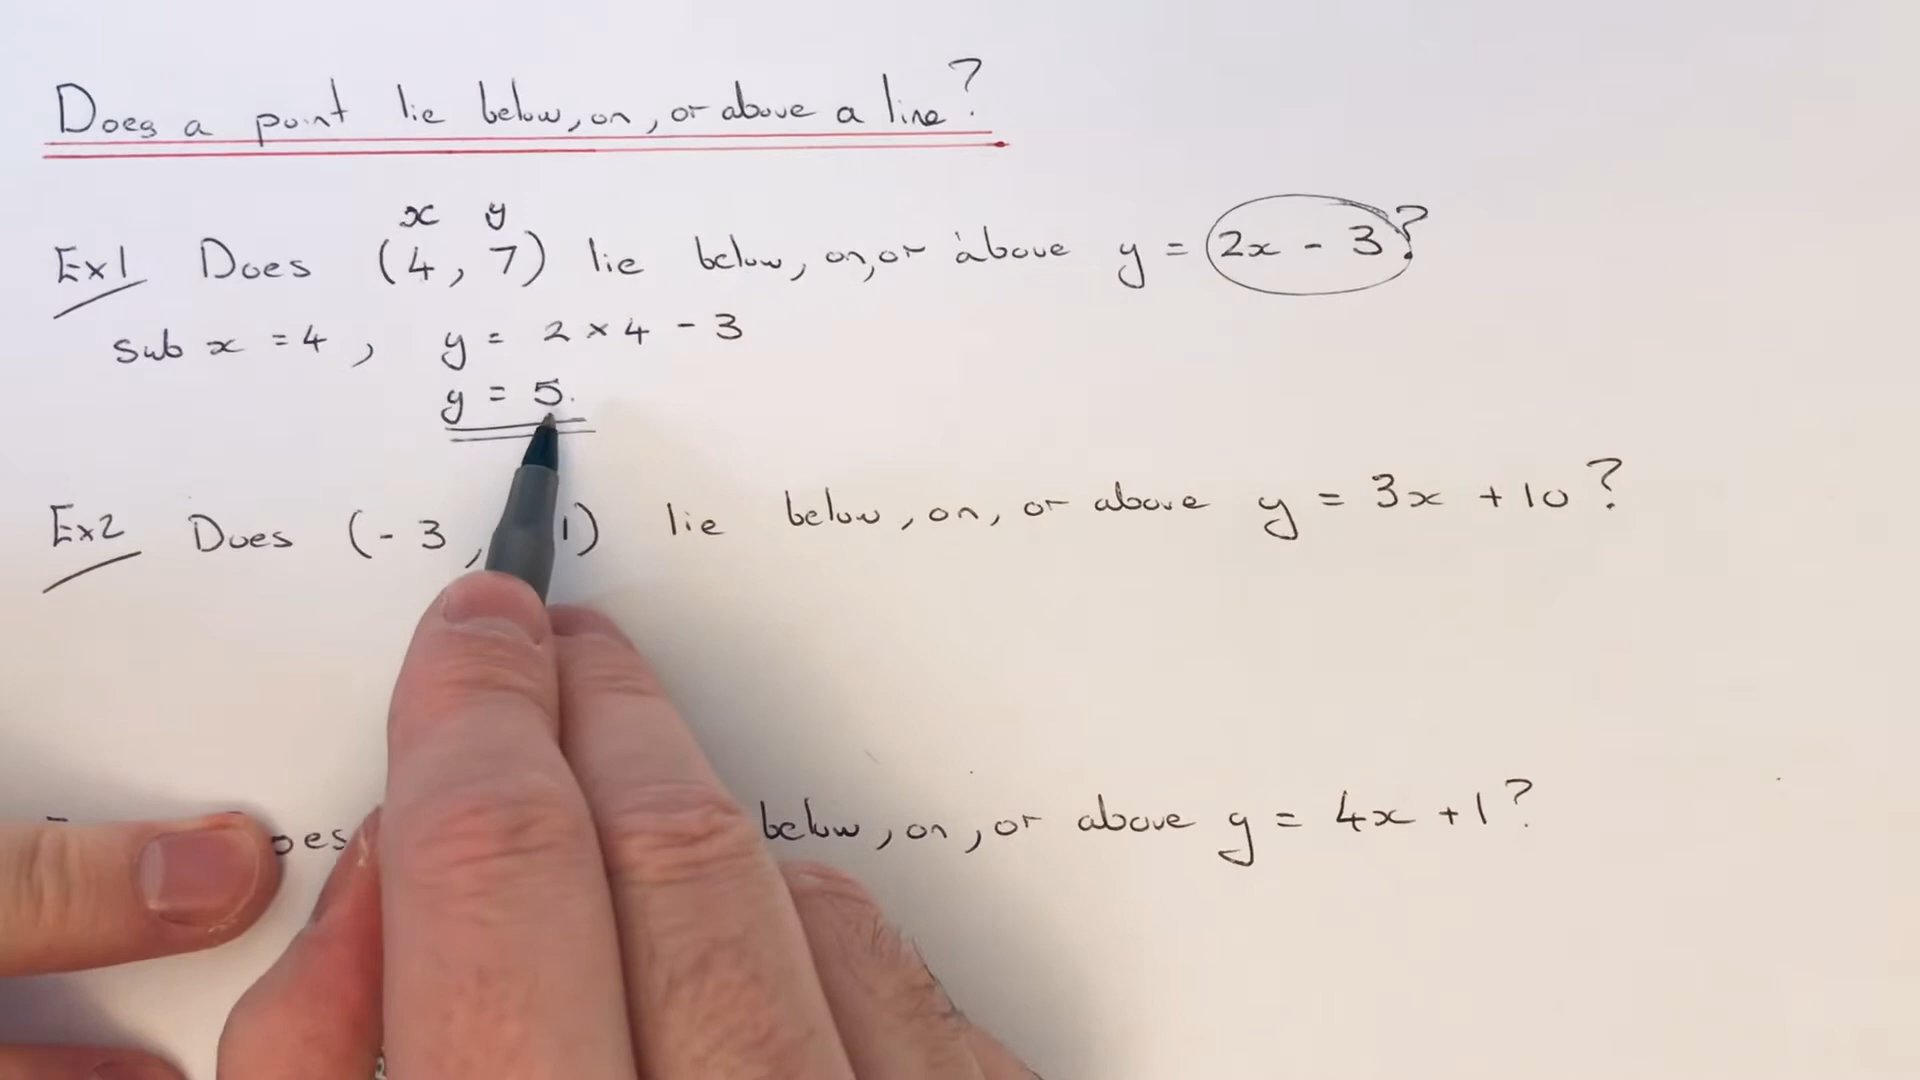 Does a point lie below, on, or above a line?
x y
Ex1 Does (4, 7) lie below, on, or above y = 2x - 3?
sub x = 4, y = 2 × 4 - 3
y = 5.
Ex2 Does (-3, 1) lie below, on, or above y = 3x + 10?
below, on, or above y = 4x + 1?